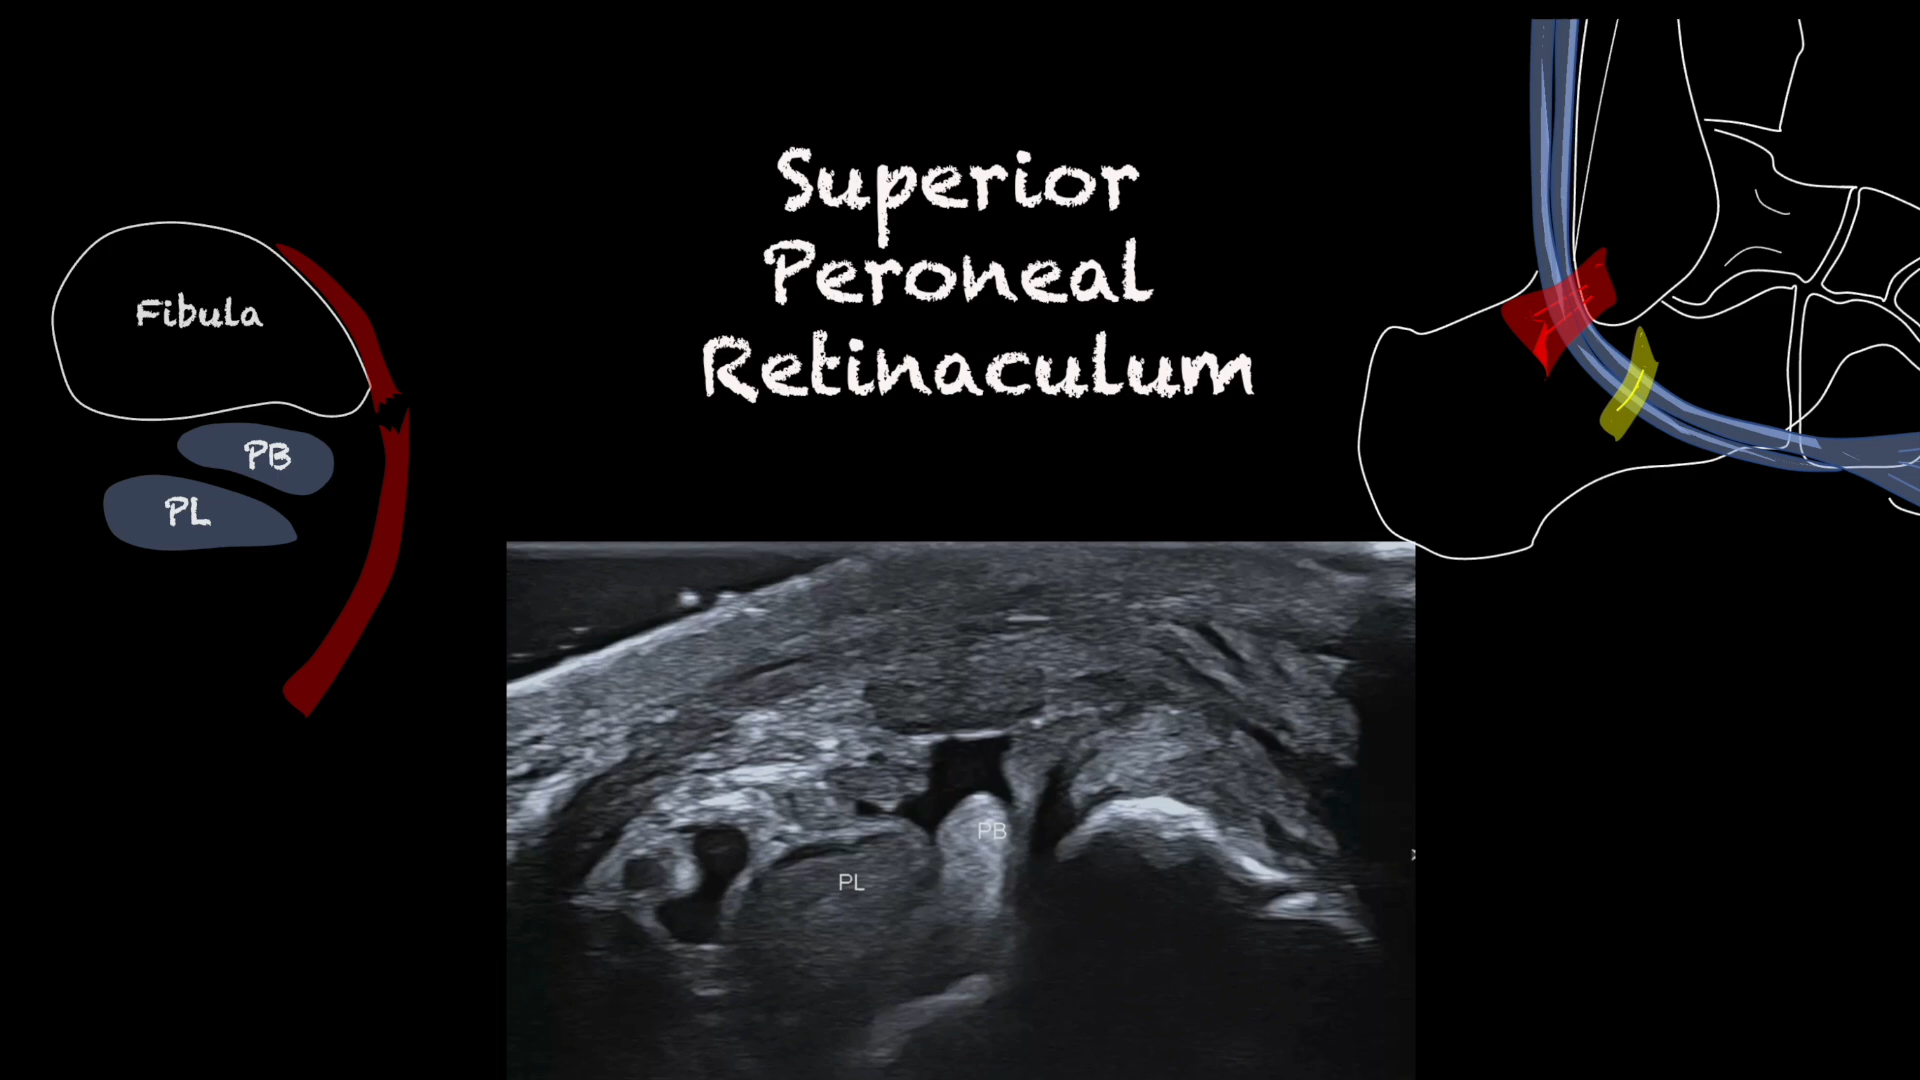 Superior
Peroneal
Retinaculum
Fibula
PB
PL
PB
PL